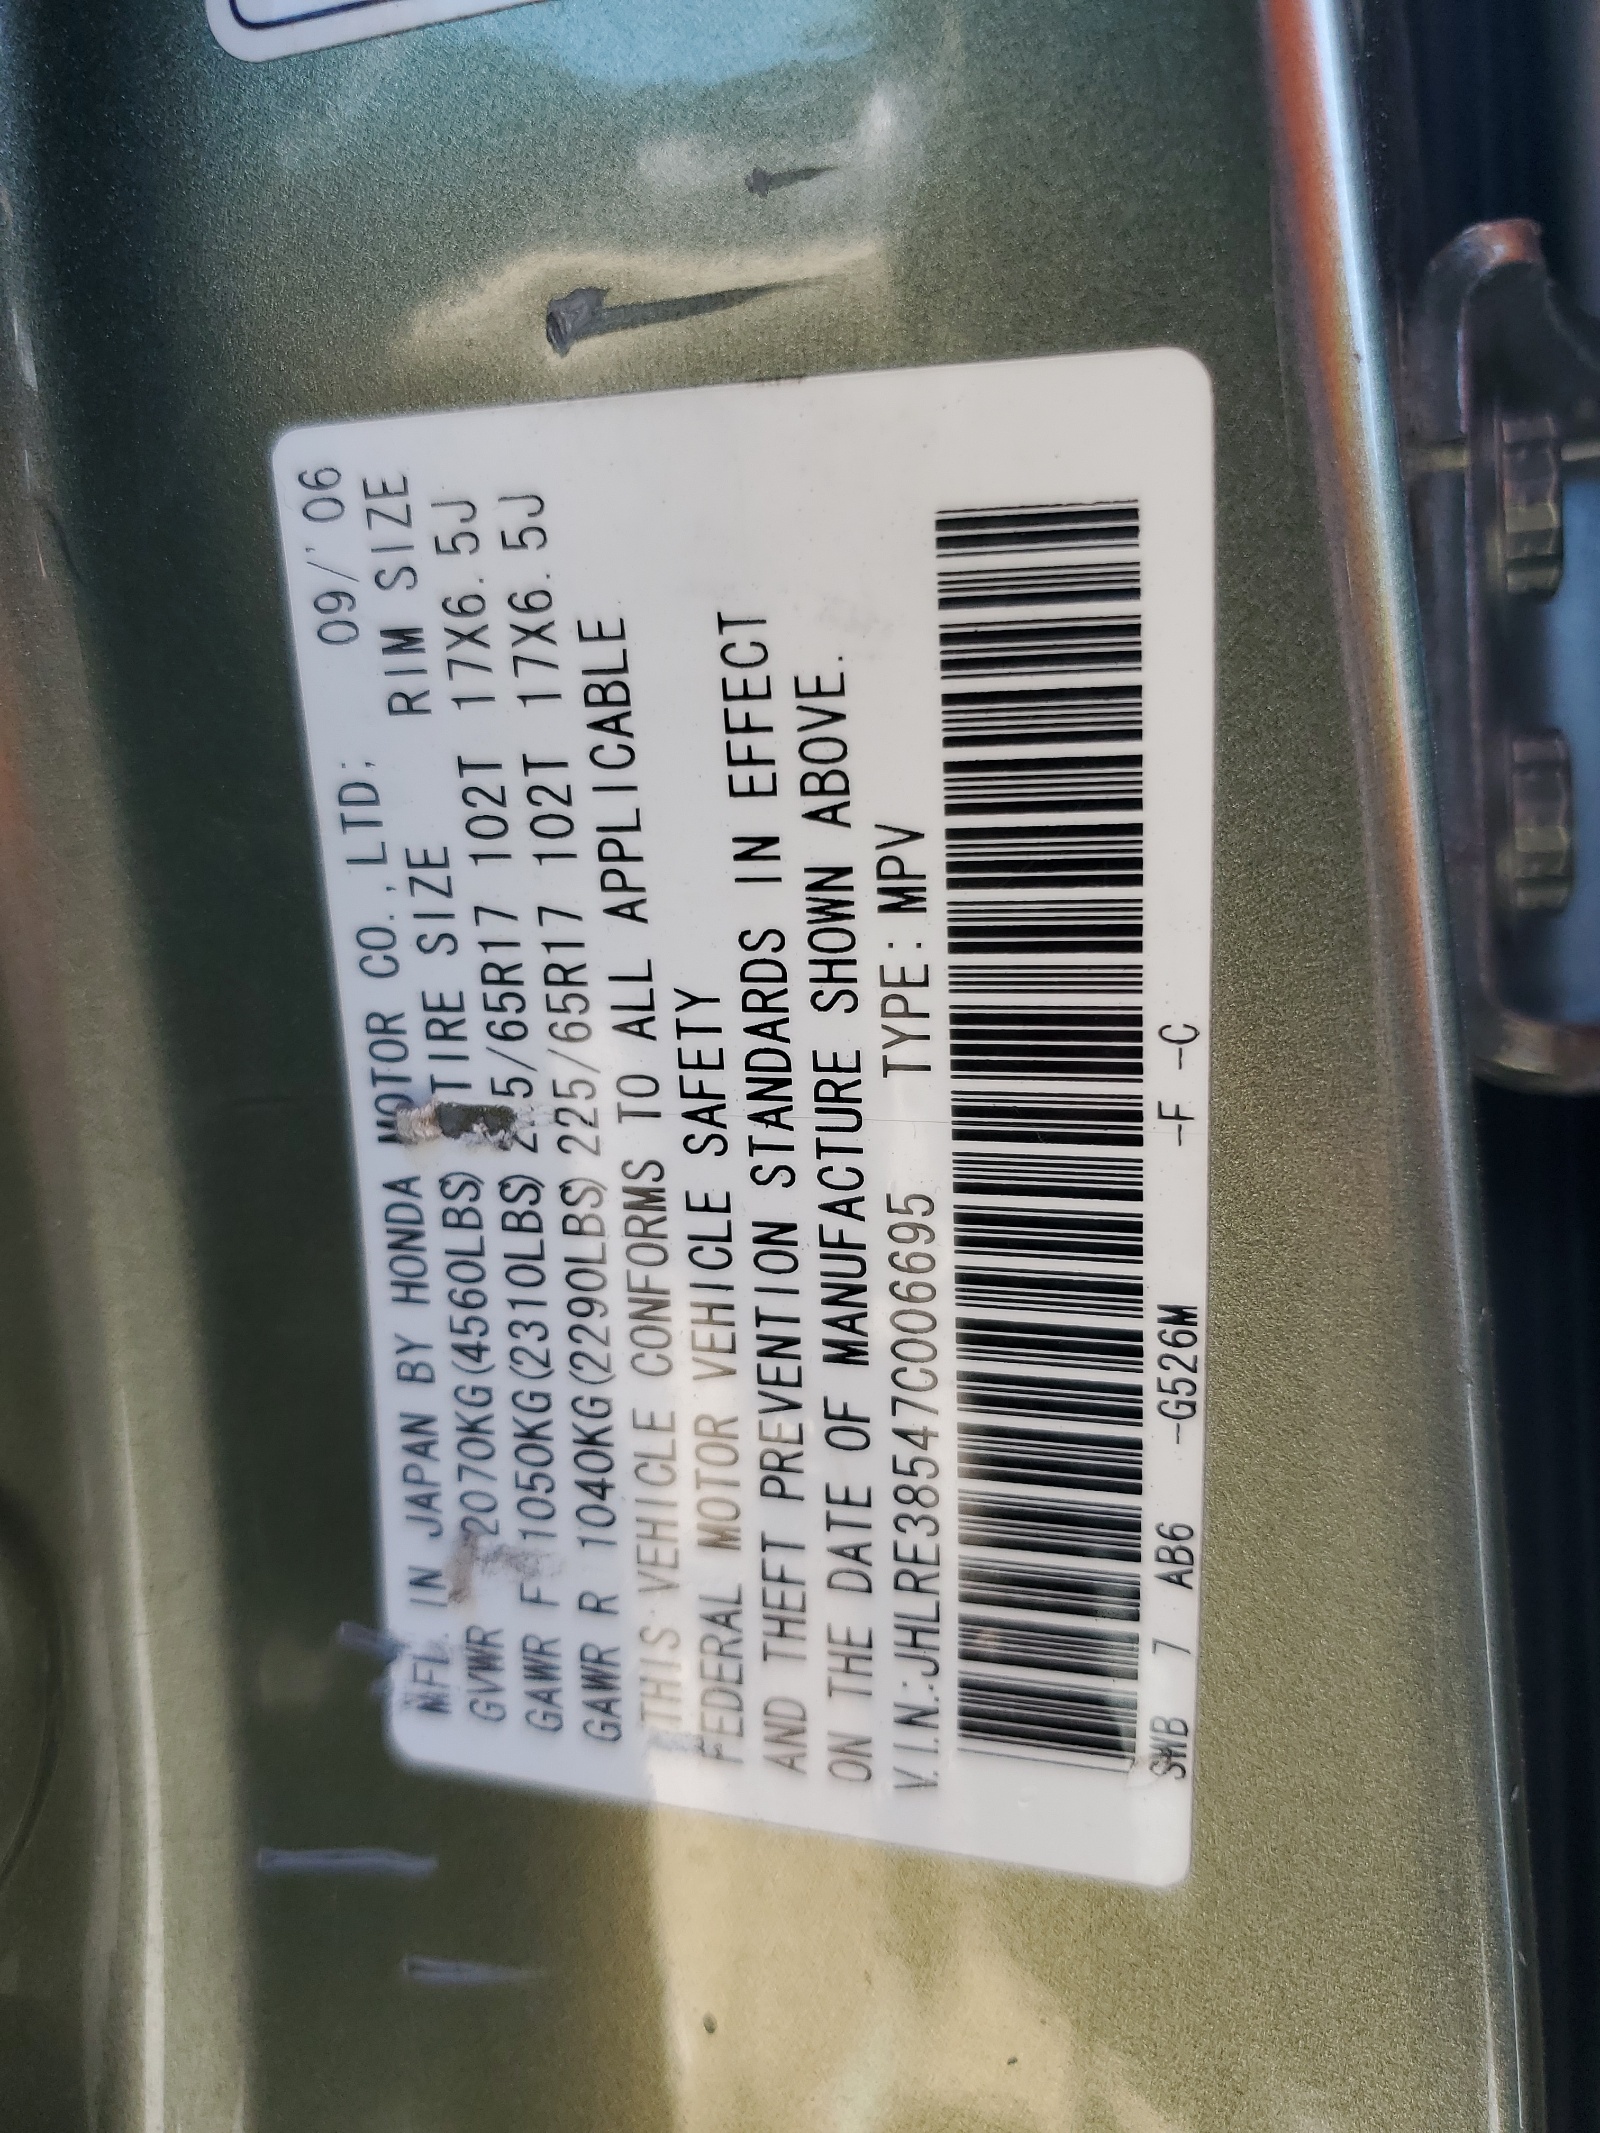 MFD. IN JAPAN BY HONDA MOTOR CO.,LTD; 09/'06
TIRE SIZE RIM SIZE
GVWR 2070KG(4560LBS)
GAWR F 1050KG(2310LBS) 225/65R17 102T 17X6.5J
GAWR R 1040KG(2290LBS) 225/65R17 102T 17X6.5J
THIS VEHICLE CONFORMS TO ALL APPLICABLE
FEDERAL MOTOR VEHICLE SAFETY
AND THEFT PREVENTION STANDARDS IN EFFECT
ON THE DATE OF MANUFACTURE SHOWN ABOVE.
V.I.N.:JHLRE38547C006695 TYPE:MPV
SWB 7 AB6 -G526M -F -C